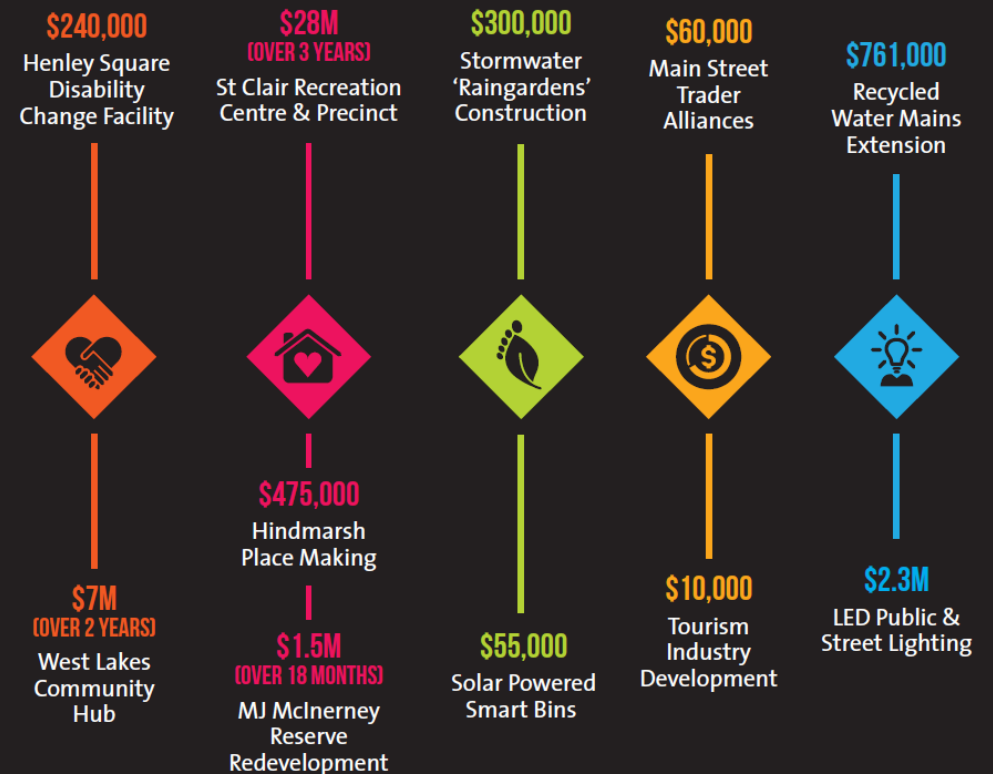 $240,000
Henley Square
Disability
Change Facility
$28M
(OVER 3 YEARS)
St Clair Recreation
Centre & Precinct
$300,000
Stormwater
‘Raingardens’
Construction
$60,000
Main Street
Trader
Alliances
$761,000
Recycled
Water Mains
Extension
$
$7M
(OVER 2 YEARS)
West Lakes
Community
Hub
$475,000
Hindmarsh
Place Making
$1.5M
(OVER 18 MONTHS)
MJ McInerney
Reserve
Redevelopment
$55,000
Solar Powered
Smart Bins
$10,000
Tourism
Industry
Development
$2.3M
LED Public &
Street Lighting